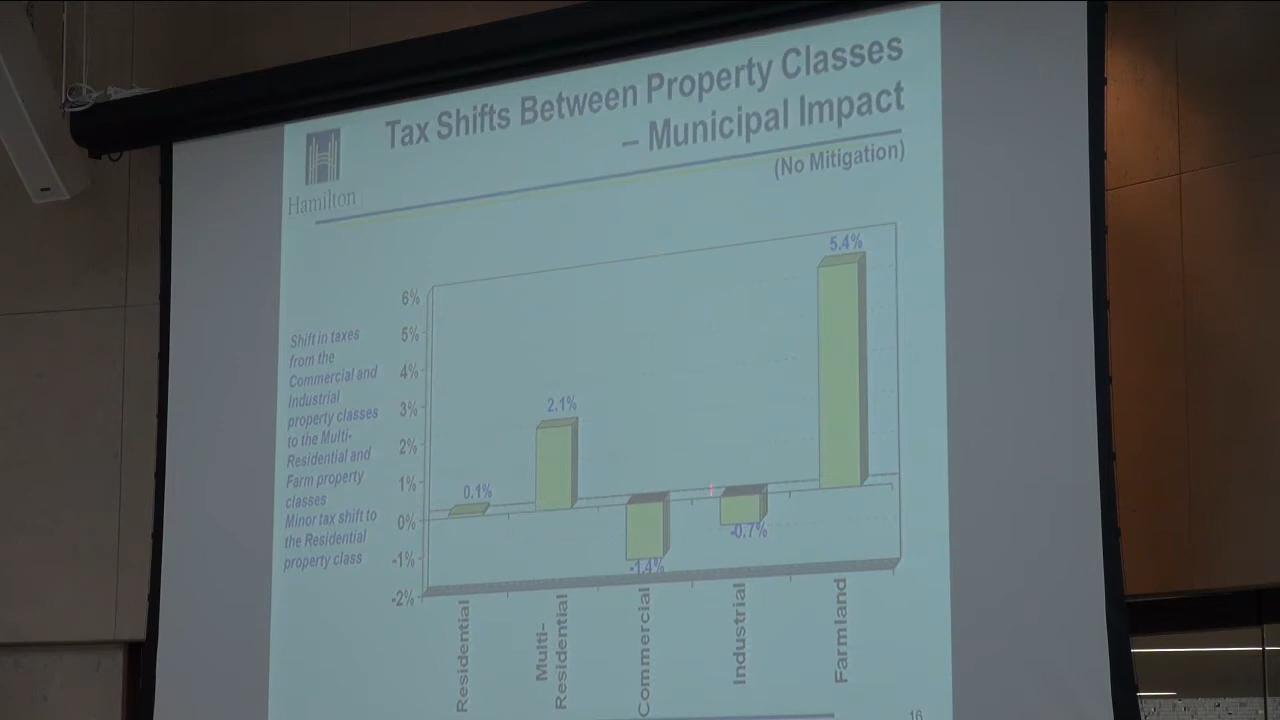 Tax Shifts Between Property Classes
– Municipal Impact
(No Mitigation)
Hamilton
Shift in taxes
from the
Commercial and
Industrial
property classes
to the Multi-
Residential and
Farm property
classes
Minor tax shift to
the Residential
property class
6%
5%
4%
3%
2%
1%
0%
-1%
-2%
0.1%
2.1%
-1.4%
-0.7%
5.4%
Residential
Multi-
Residential
Commercial
Industrial
Farmland
16